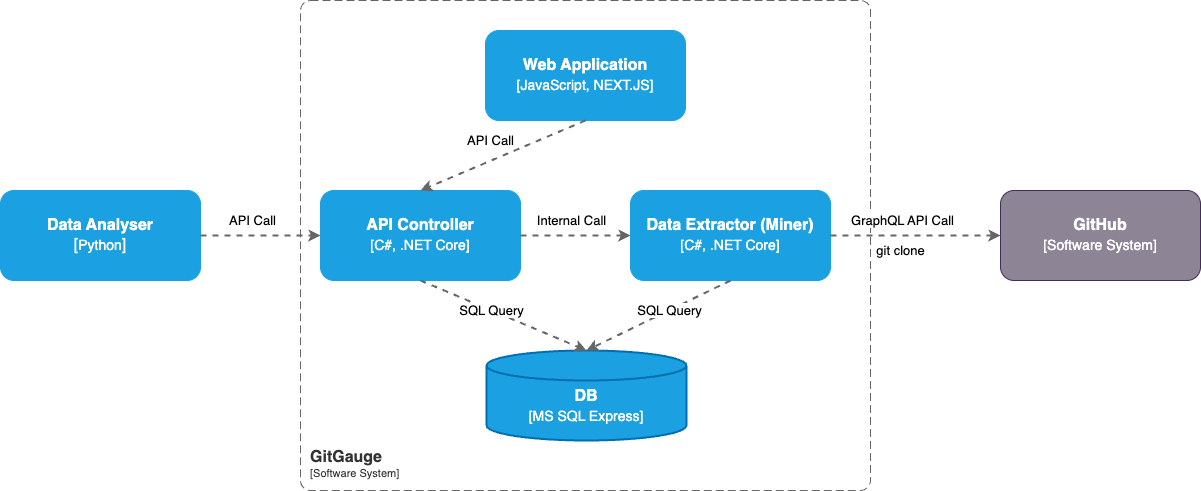 Web Application
[JavaScript, NEXT.JS]
API Call
Data Analyser
[Python]
API Call
API Controller
[C#, .NET Core]
Internal Call
Data Extractor (Miner)
[C#, .NET Core]
GraphQL API Call
git clone
GitHub
[Software System]
SQL Query
SQL Query
DB
[MS SQL Express]
GitGauge
[Software System]